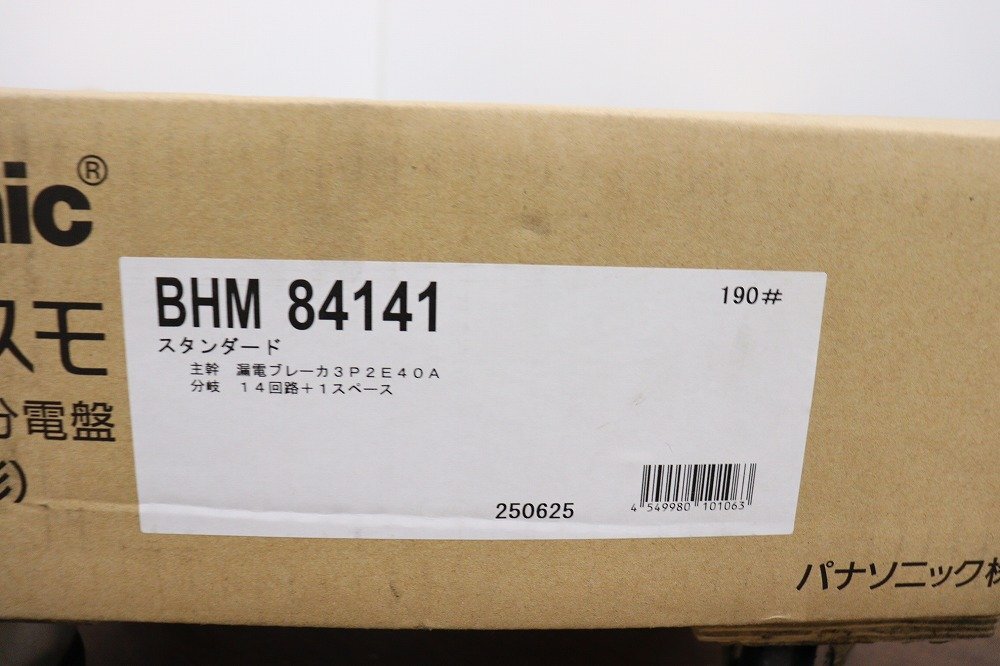 nic®
スモ
分電盤
形)
BHM 84141
190#
スタンダード
主幹 漏電ブレーカ3P2E40A
分岐 14回路+1スペース
250625
4 549980 101063
パナソニック株